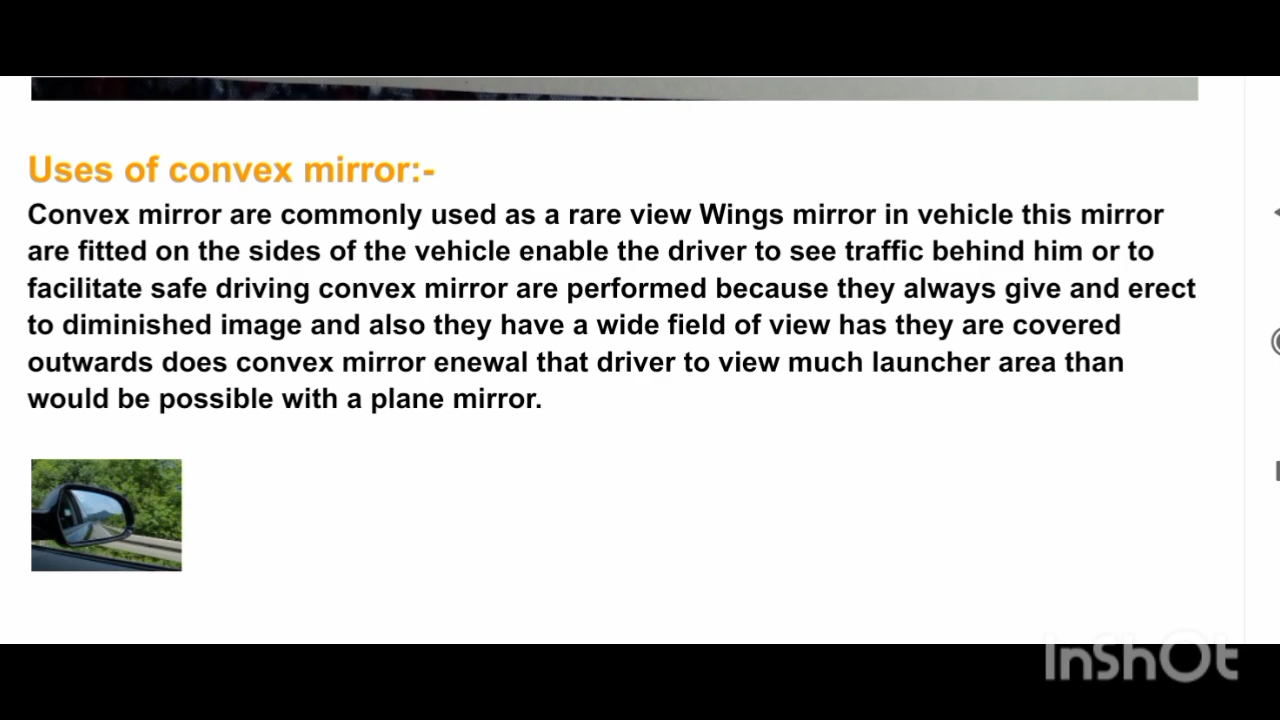 Uses of convex mirror:-
Convex mirror are commonly used as a rare view Wings mirror in vehicle this mirror
are fitted on the sides of the vehicle enable the driver to see traffic behind him or to
facilitate safe driving convex mirror are performed because they always give and erect
to diminished image and also they have a wide field of view has they are covered
outwards does convex mirror enewal that driver to view much launcher area than
would be possible with a plane mirror.
InShOt